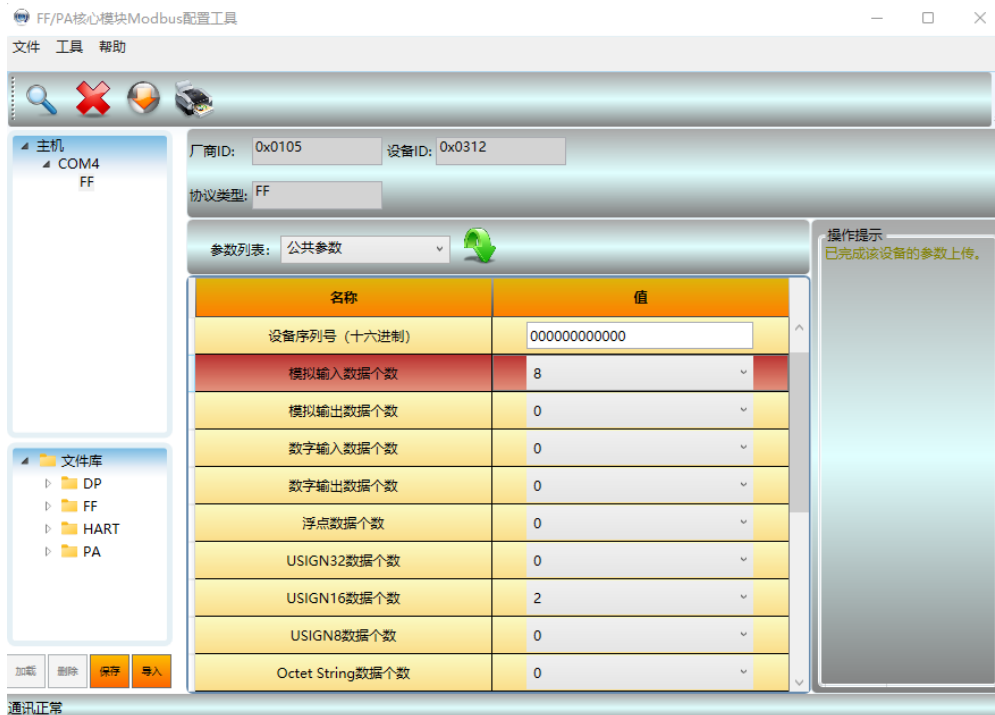 FF/PA核心模块Modbus配置工具
文件 工具 帮助
主机
COM4
FF
厂商ID: 0x0105 设备ID: 0x0312
协议类型: FF
参数列表: 公共参数
操作提示
已完成该设备的参数上传。
名称 值
设备序列号（十六进制） 000000000000
模拟输入数据个数 8
模拟输出数据个数 0
数字输入数据个数 0
数字输出数据个数 0
浮点数据个数 0
USIGN32数据个数 0
USIGN16数据个数 2
USIGN8数据个数 0
Octet String数据个数 0
文件库
DP
FF
HART
PA
加载 删除 保存 导入
通讯正常